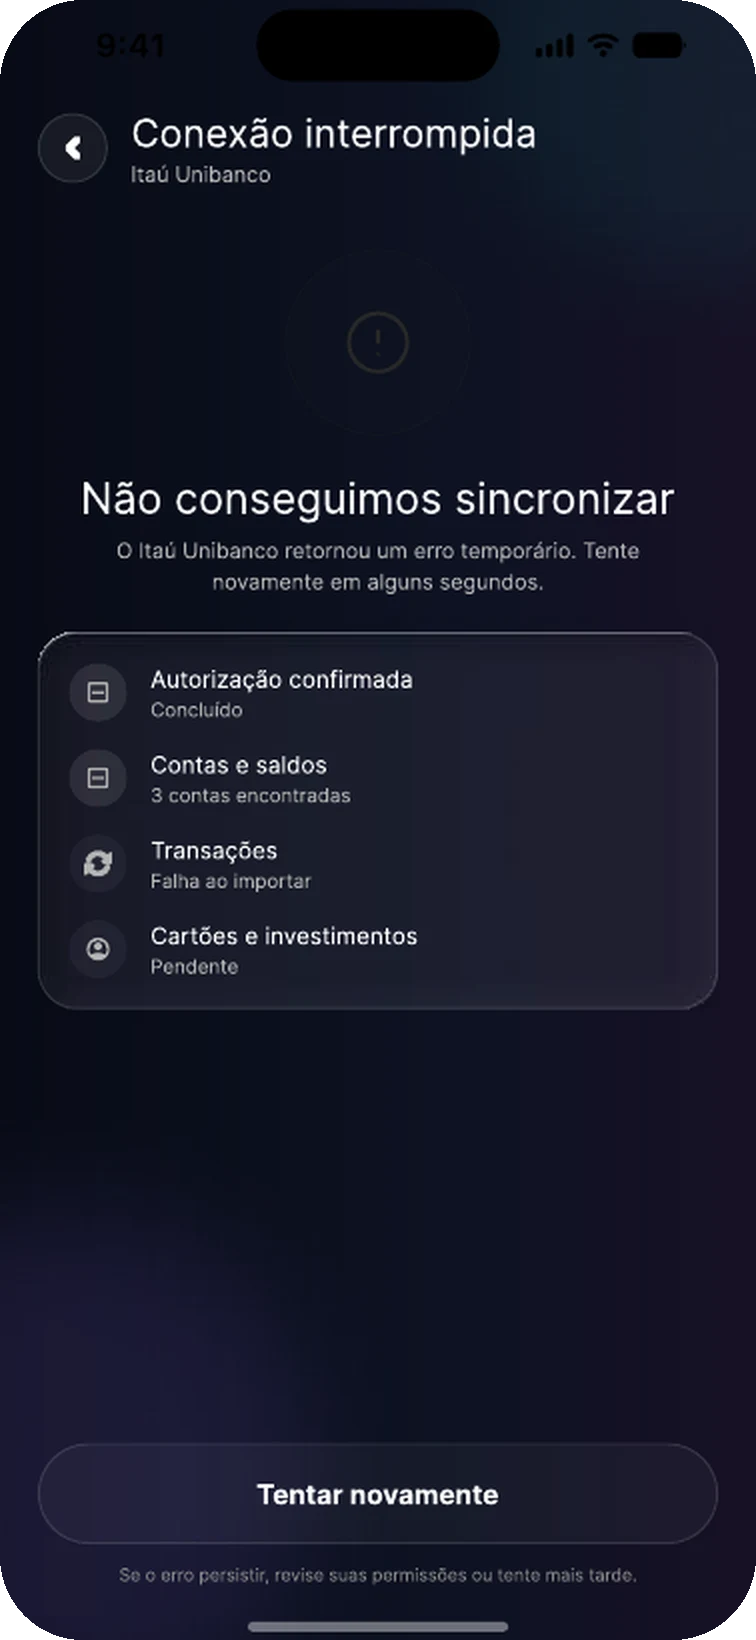 9:41
Conexão interrompida
Itaú Unibanco
Não conseguimos sincronizar
O Itaú Unibanco retornou um erro temporário. Tente
novamente em alguns segundos.
Autorização confirmada
Concluído
Contas e saldos
3 contas encontradas
Transações
Falha ao importar
Cartões e investimentos
Pendente
Tentar novamente
Se o erro persistir, revise suas permissões ou tente mais tarde.